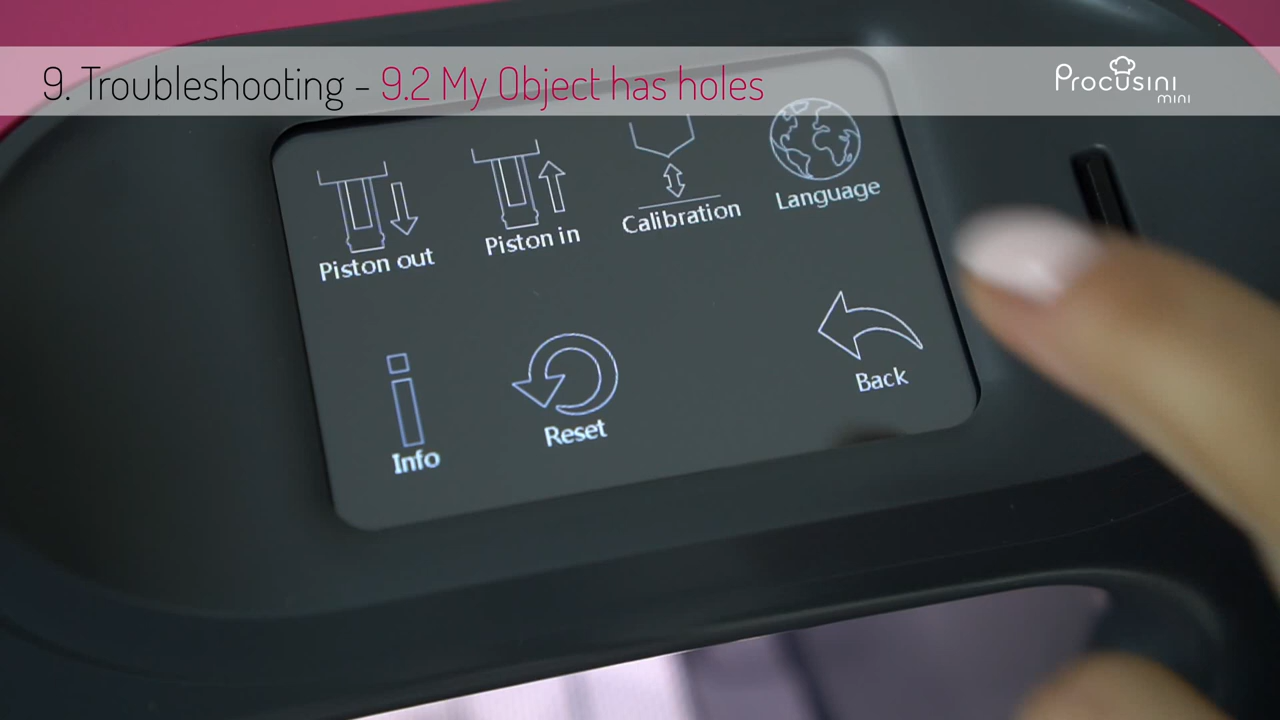 9. Troubleshooting - 9.2 My Object has holes
Procusini
mini
Piston out
Piston in
Calibration
Language
Info
Reset
Back